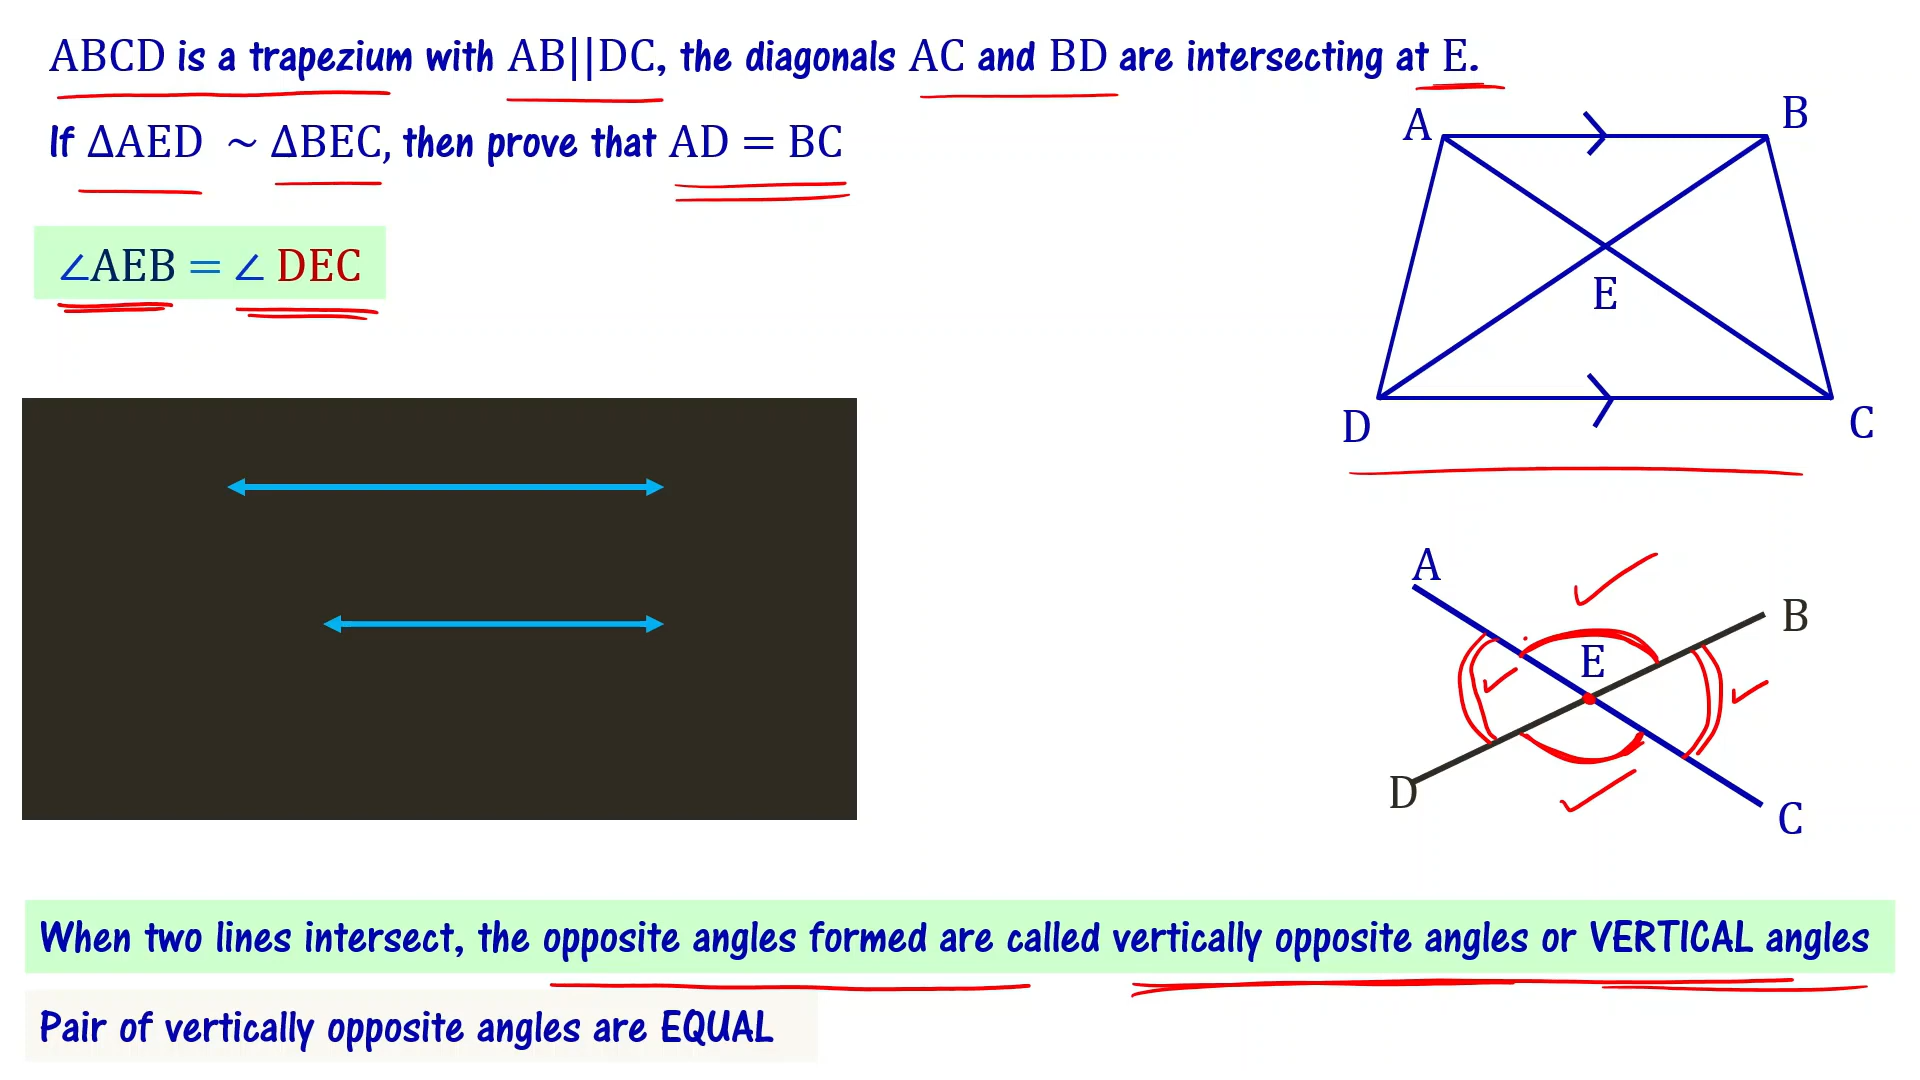 ABCD is a trapezium with AB||DC, the diagonals AC and BD are intersecting at E.
If ΔAED ~ ΔBEC, then prove that AD = BC
∠AEB = ∠ DEC
A
B
E
D
C
A
B
E
D
C
When two lines intersect, the opposite angles formed are called vertically opposite angles or VERTICAL angles
Pair of vertically opposite angles are EQUAL